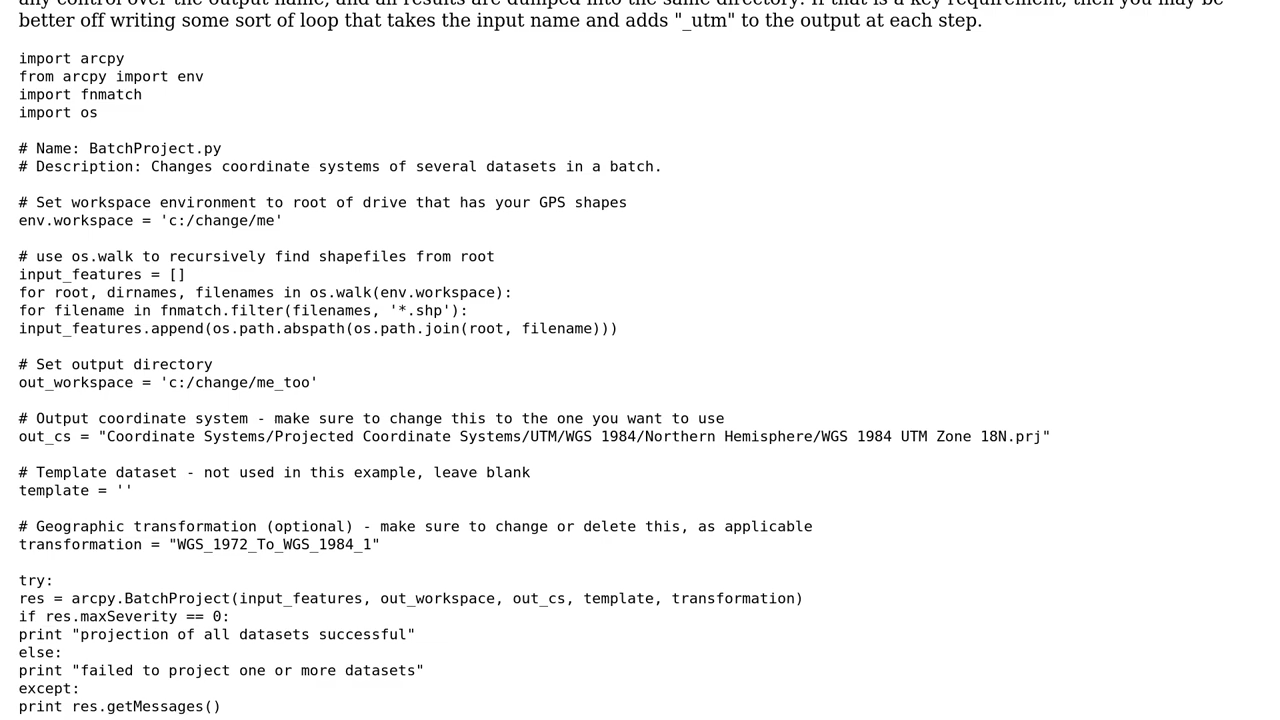 any control over the output name, and all results are dumped into the same directory. If that is a key requirement, then you may be
better off writing some sort of loop that takes the input name and adds "_utm" to the output at each step.
import arcpy
from arcpy import env
import fnmatch
import os
# Name: BatchProject.py
# Description: Changes coordinate systems of several datasets in a batch.
# Set workspace environment to root of drive that has your GPS shapes
env.workspace = 'c:/change/me'
# use os.walk to recursively find shapefiles from root
input_features = []
for root, dirnames, filenames in os.walk(env.workspace):
for filename in fnmatch.filter(filenames, '*.shp'):
input_features.append(os.path.abspath(os.path.join(root, filename)))
# Set output directory
out_workspace = 'c:/change/me_too'
# Output coordinate system - make sure to change this to the one you want to use
out_cs = "Coordinate Systems/Projected Coordinate Systems/UTM/WGS 1984/Northern Hemisphere/WGS 1984 UTM Zone 18N.prj"
# Template dataset - not used in this example, leave blank
template = ''
# Geographic transformation (optional) - make sure to change or delete this, as applicable
transformation = "WGS_1972_To_WGS_1984_1"
try:
res = arcpy.BatchProject(input_features, out_workspace, out_cs, template, transformation)
if res.maxSeverity == 0:
print "projection of all datasets successful"
else:
print "failed to project one or more datasets"
except:
print res.getMessages()